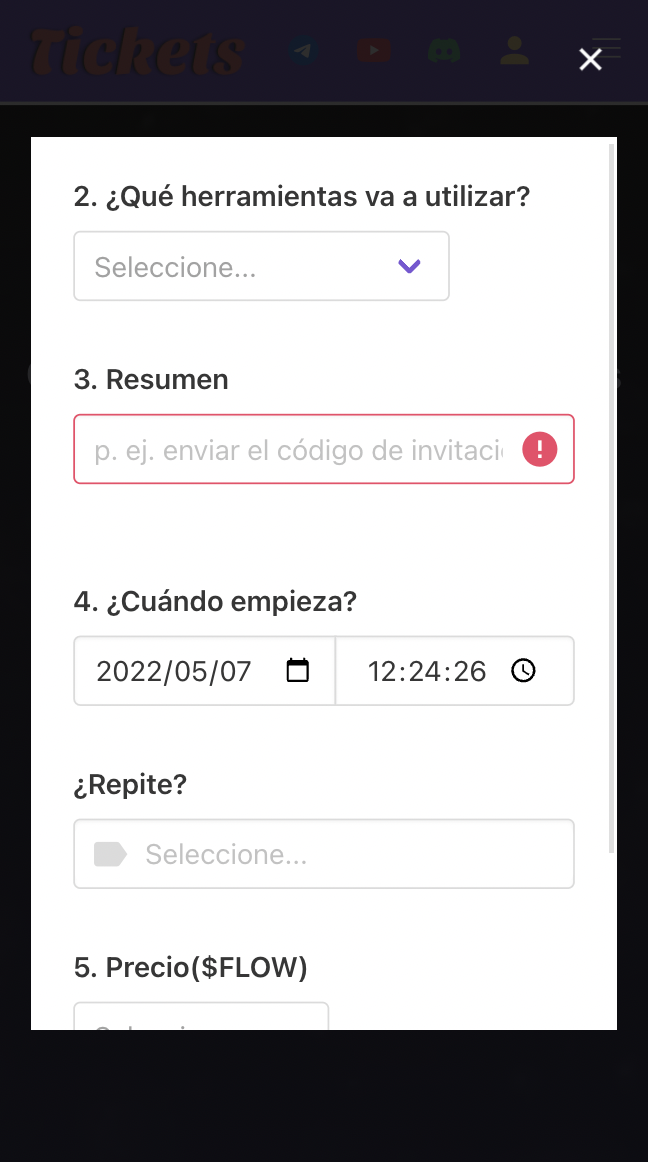 Tickets
2. ¿Qué herramientas va a utilizar?
Seleccione...
3. Resumen
p. ej. enviar el código de invitaci
4. ¿Cuándo empieza?
2022/05/07 12:24:26
¿Repite?
Seleccione...
5. Precio($FLOW)